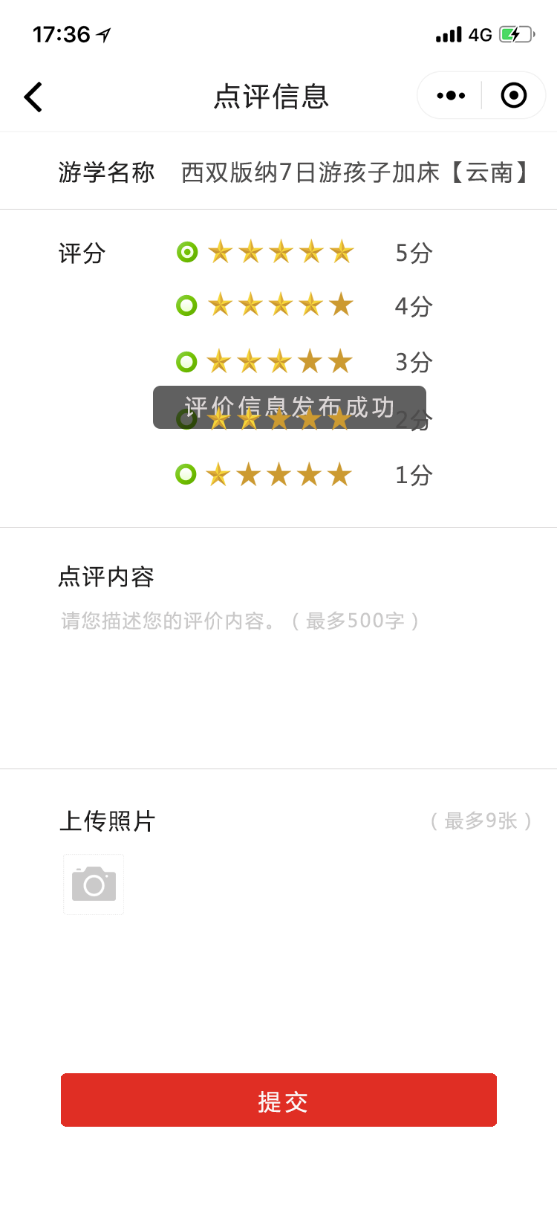 17:36
4G
点评信息
游学名称 西双版纳7日游孩子加床【云南】
评分 5分
4分
3分
评价信息发布成功
2分
1分
点评内容
请您描述您的评价内容。（最多500字）
上传照片 （最多9张）
提交